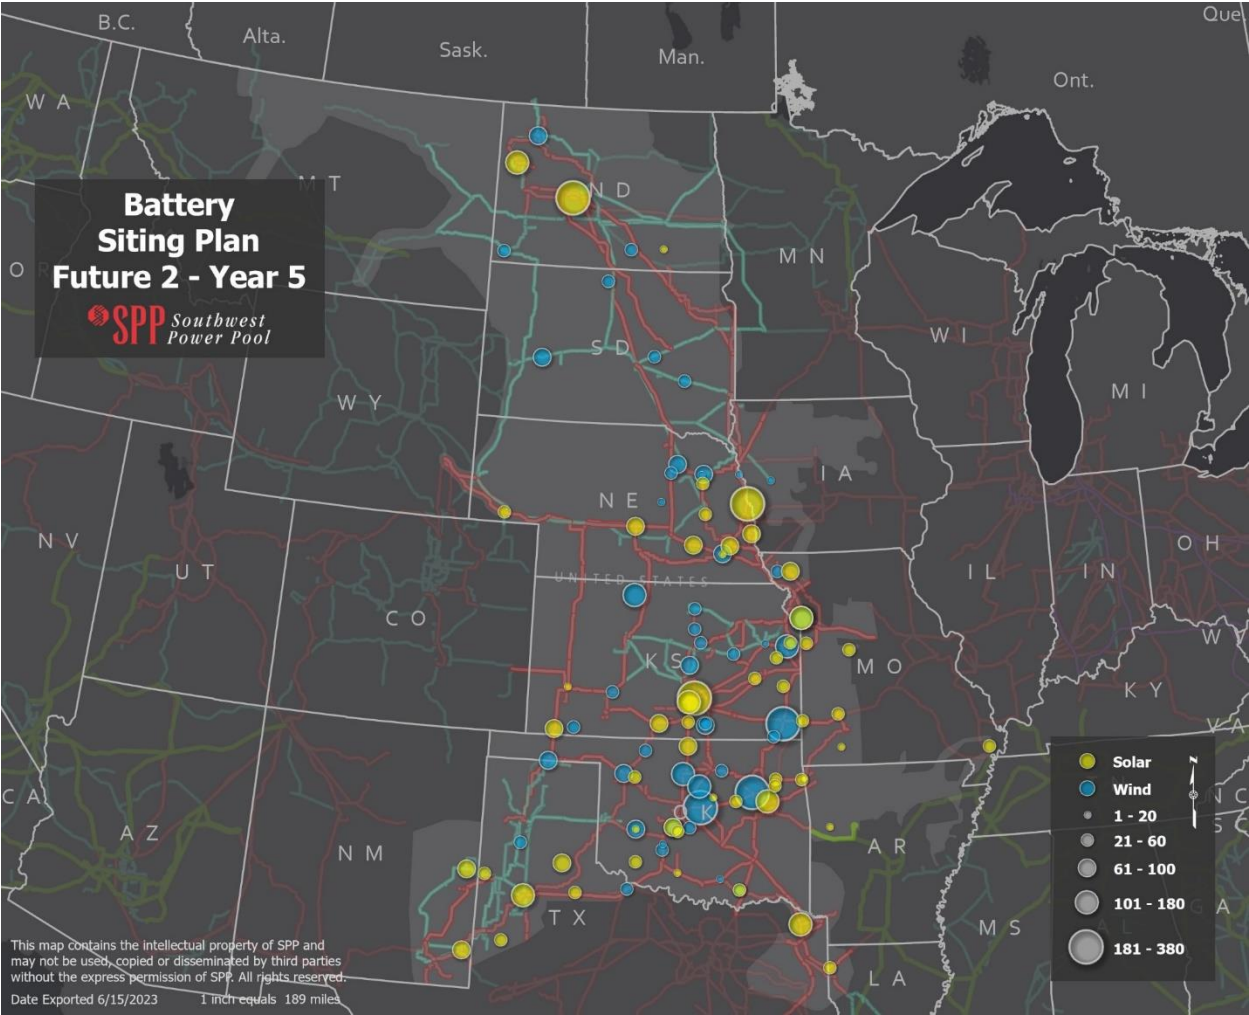 B.C.
Alta.
Sask.
Man.
Ont.
Que.
W A
M T
N D
M N
Battery
Siting Plan
Future 2 - Year 5
SPP Southwest
Power Pool
O
S D
W I
M I
W Y
I A
N E
N V
U T
C O
UNITED STATES
I L
I N
O H
W
K S
M O
K Y
V A
C A
A Z
N M
O K
T X
A R
M S
A L
G A
L A
N C
S
Solar
Wind
1 - 20
21 - 60
61 - 100
101 - 180
181 - 380
N
This map contains the intellectual property of SPP and
may not be used, copied or disseminated by third parties
without the express permission of SPP. All rights reserved.
Date Exported 6/15/2023 1 inch equals 189 miles